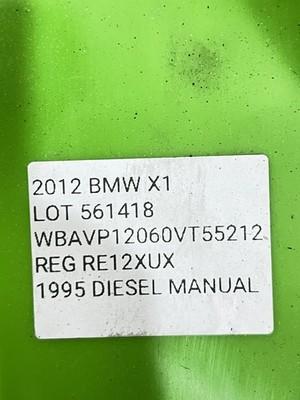 2012 BMW X1
LOT 561418
WBAVP12060VT55212
REG RE12XUX
1995 DIESEL MANUAL